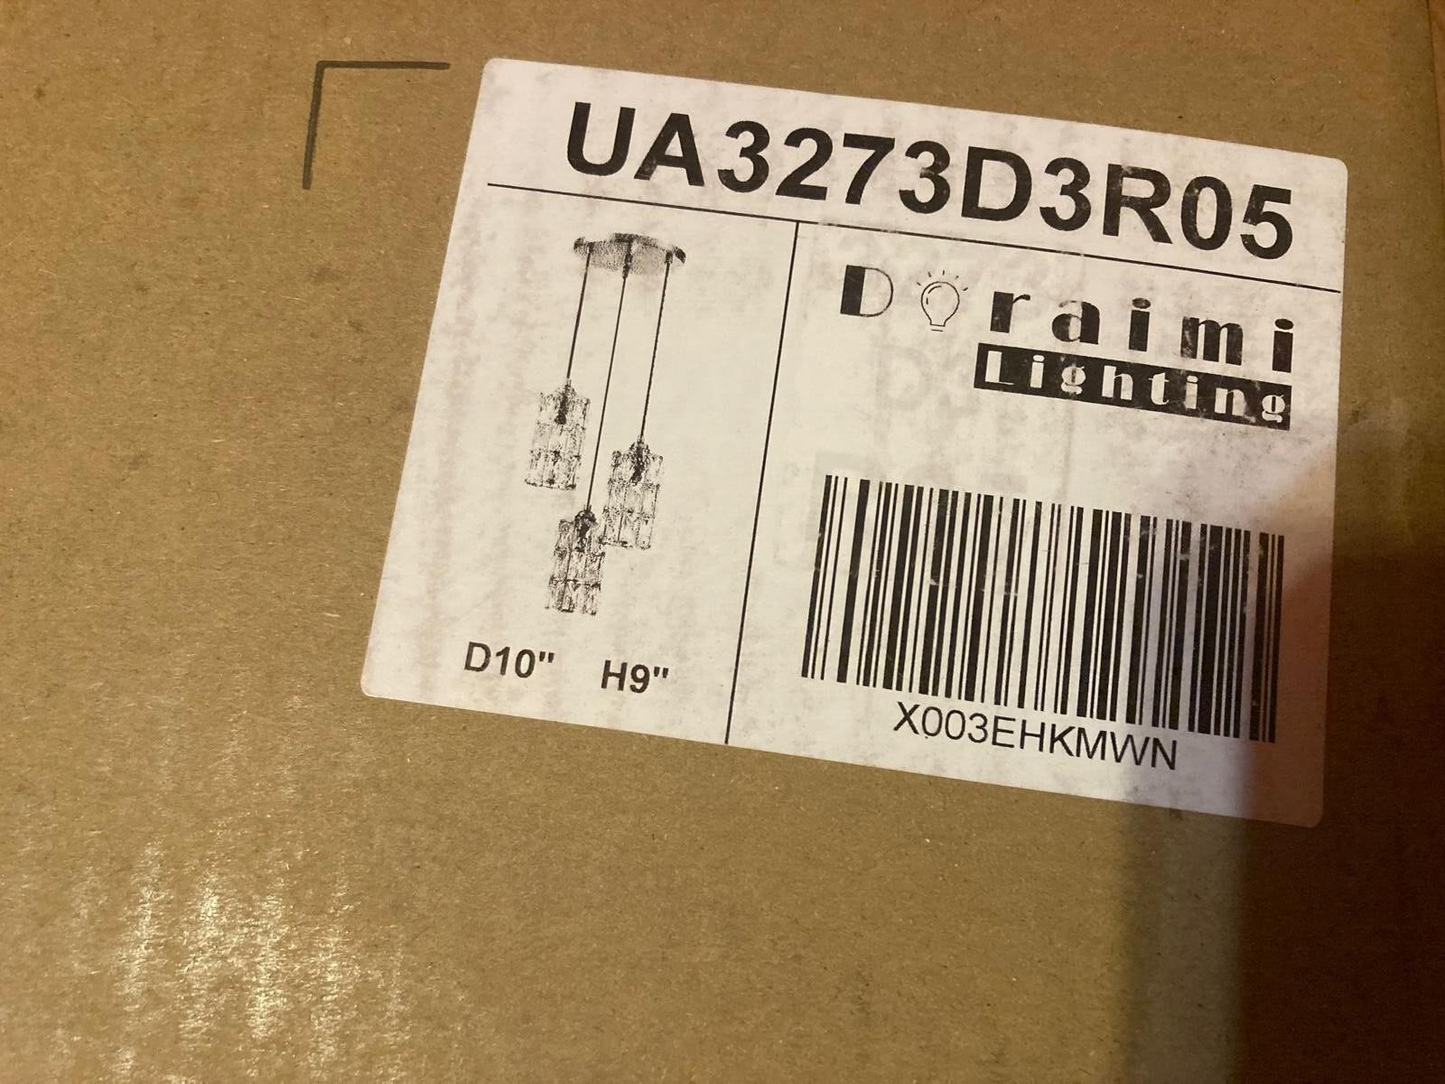 UA3273D3R05
Doraimi
Lighting
D10" H9"
X003EHKMWN